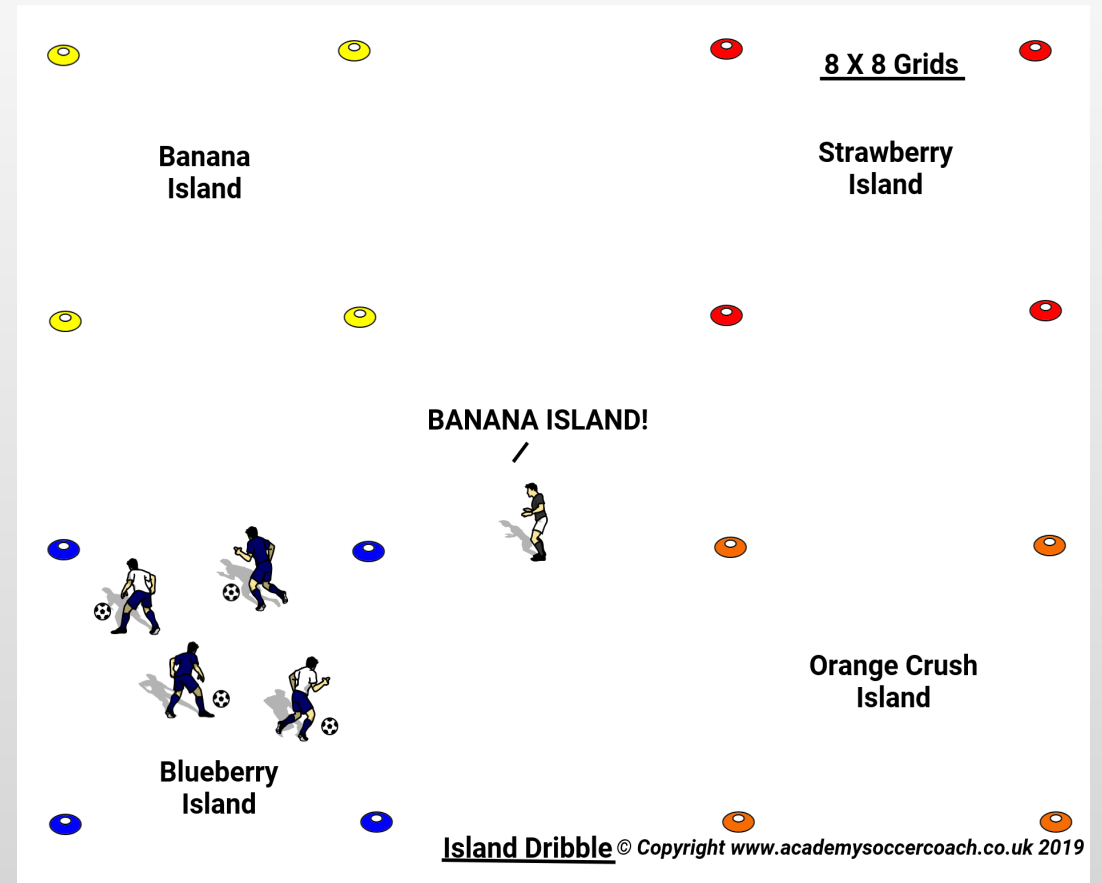 8 X 8 Grids
Banana
Island
Strawberry
Island
BANANA ISLAND!
Orange Crush
Island
Blueberry
Island
Island Dribble © Copyright www.academysoccercoach.co.uk 2019